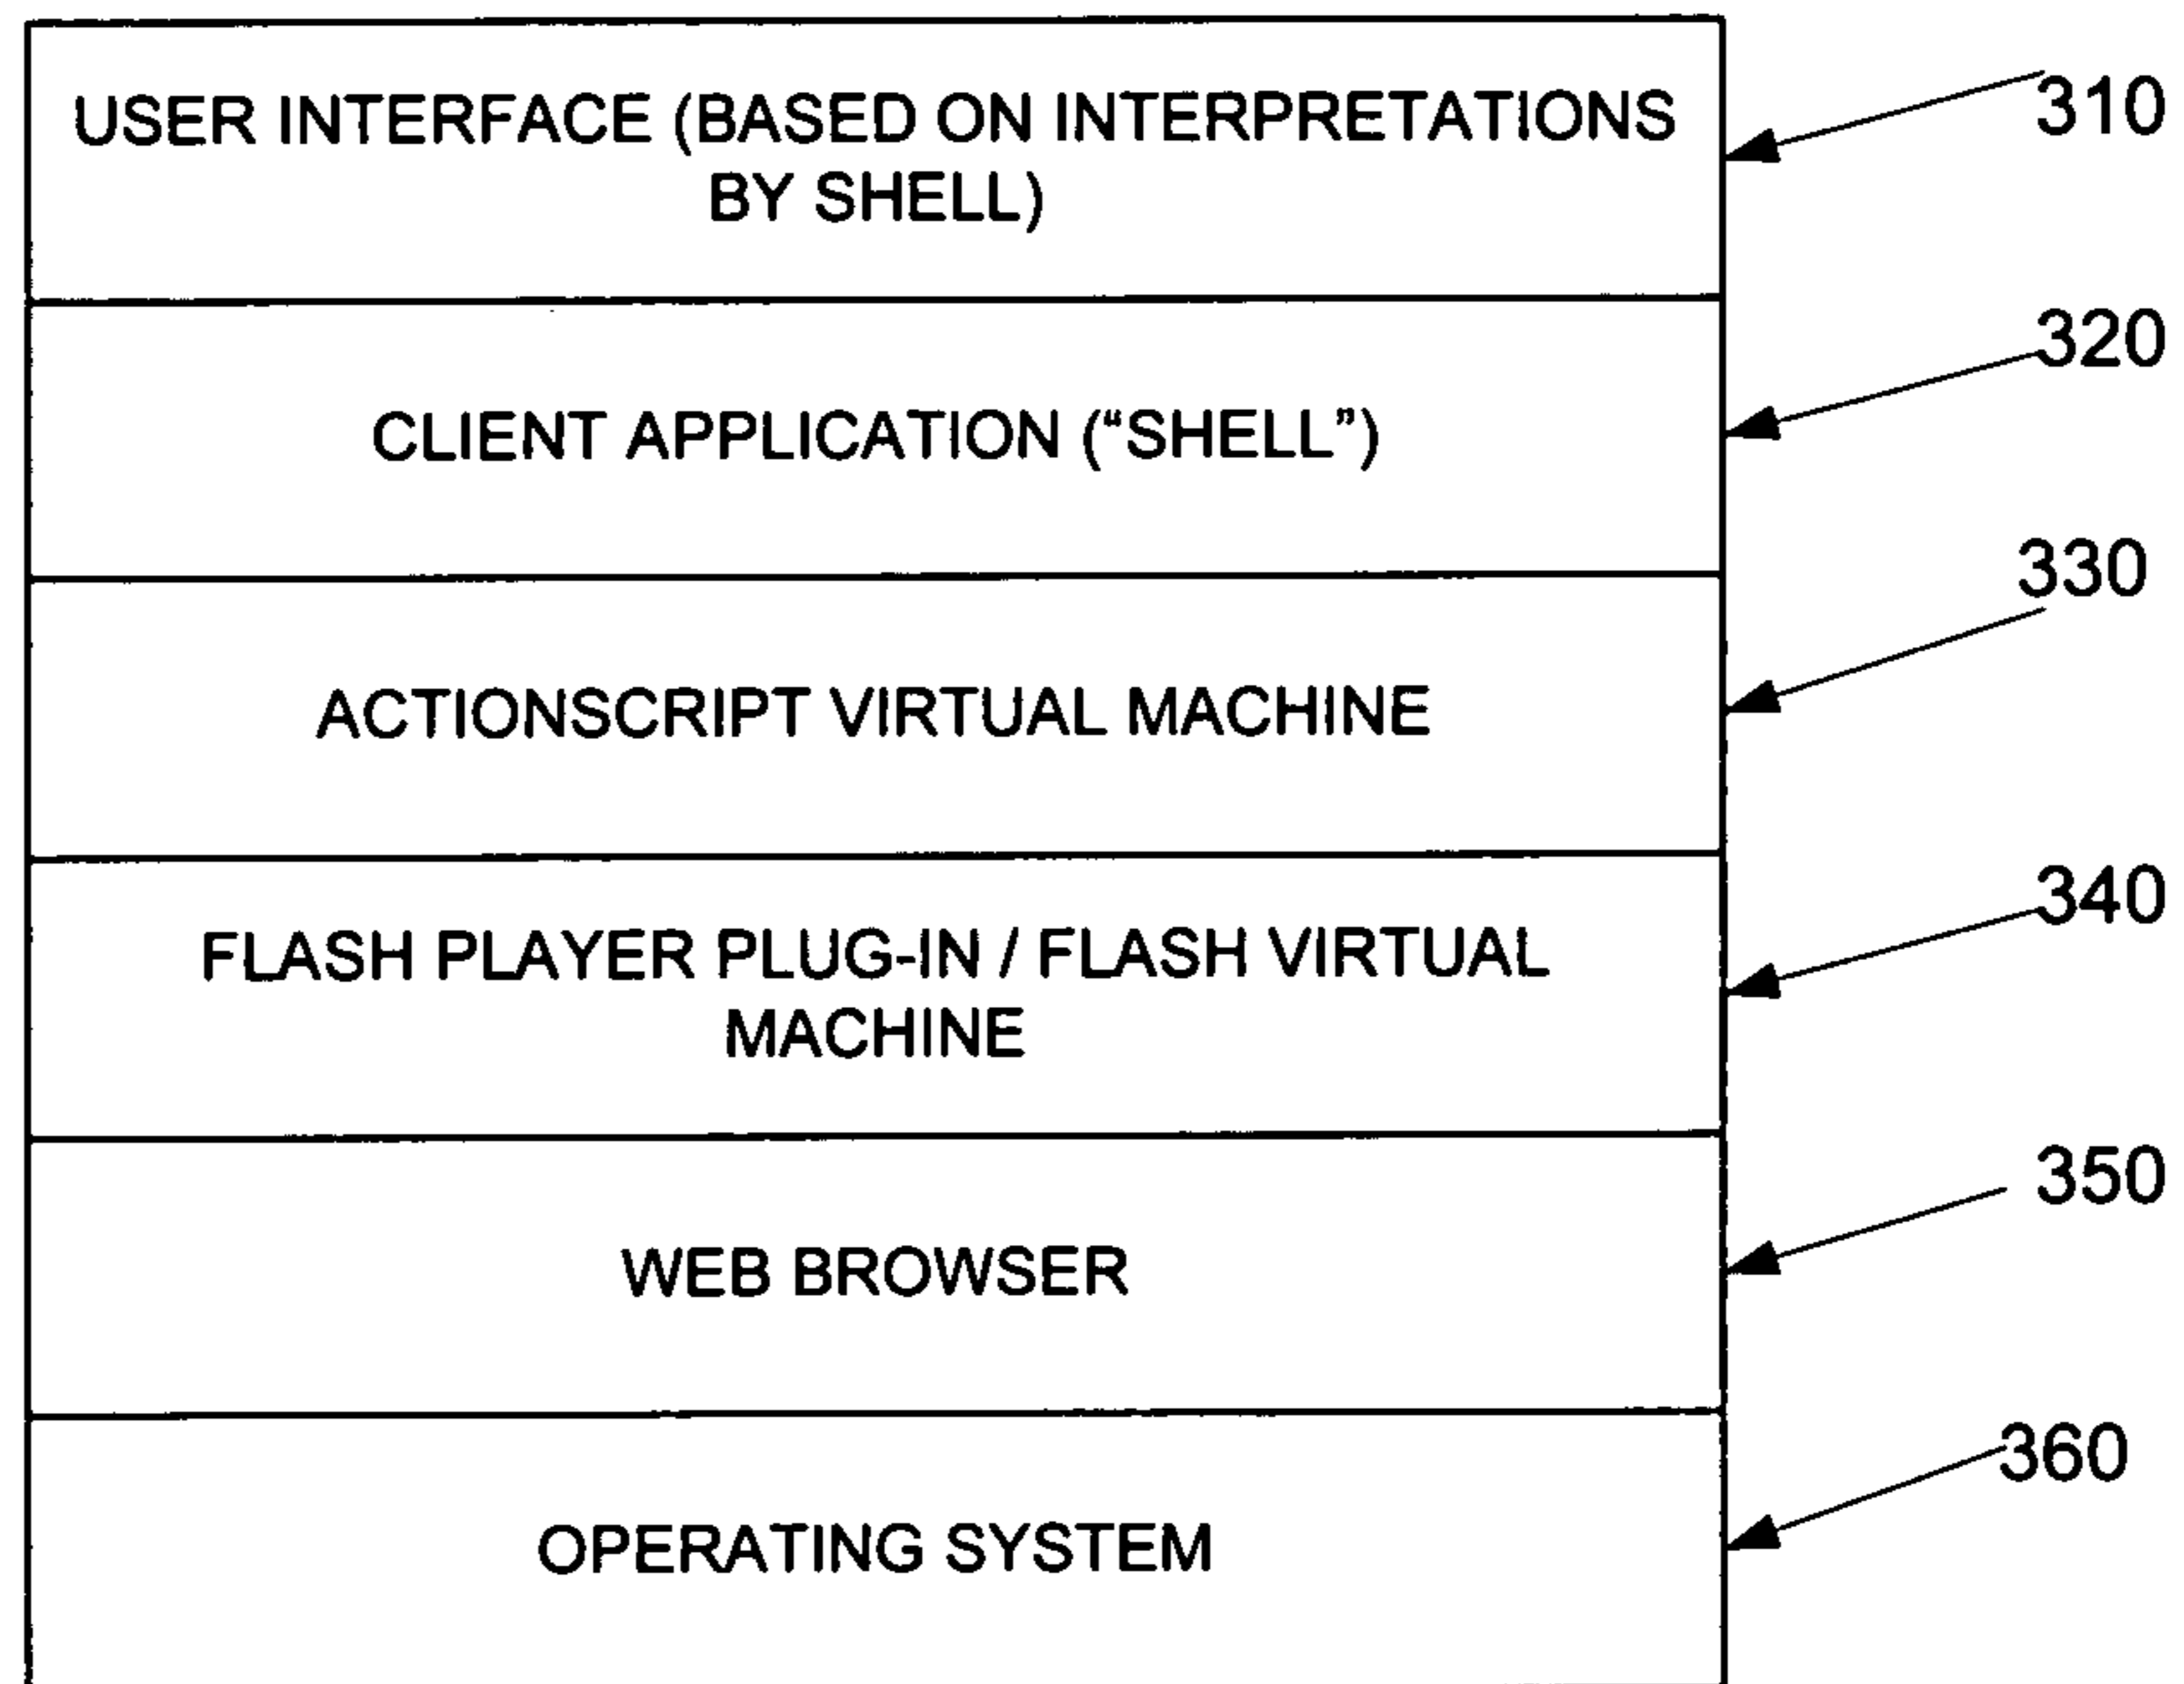 USER INTERFACE (BASED ON INTERPRETATIONS
BY SHELL)
310
CLIENT APPLICATION (“SHELL”)
320
ACTIONSCRIPT VIRTUAL MACHINE
330
FLASH PLAYER PLUG-IN / FLASH VIRTUAL
MACHINE
340
WEB BROWSER
350
OPERATING SYSTEM
360